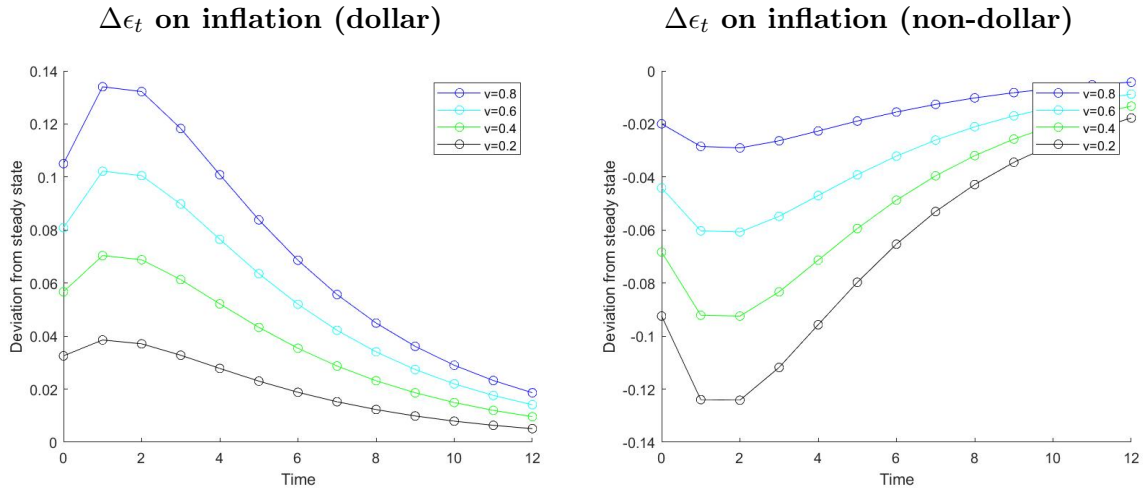 Δϵ_t on inflation (dollar)
Deviation from steady state
0.14
0.12
0.1
0.08
0.06
0.04
0.02
0
v=0.8
v=0.6
v=0.4
v=0.2
0 2 4 6 8 10 12
Time
Δϵ_t on inflation (non-dollar)
Deviation from steady state
0
-0.02
-0.04
-0.06
-0.08
-0.1
-0.12
-0.14
v=0.8
v=0.6
v=0.4
v=0.2
0 2 4 6 8 10 12
Time